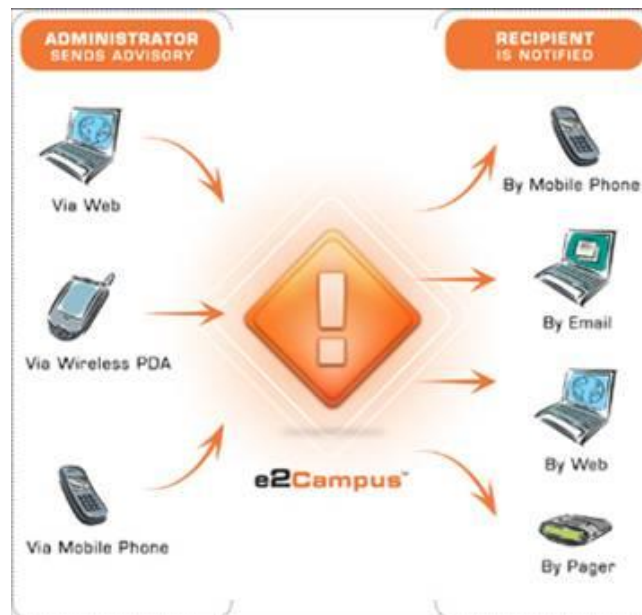 ADMINISTRATOR
SENDS ADVISORY
Via Web
Via Wireless PDA
Via Mobile Phone
e2Campus™
RECIPIENT
IS NOTIFIED
By Mobile Phone
By Email
By Web
By Pager